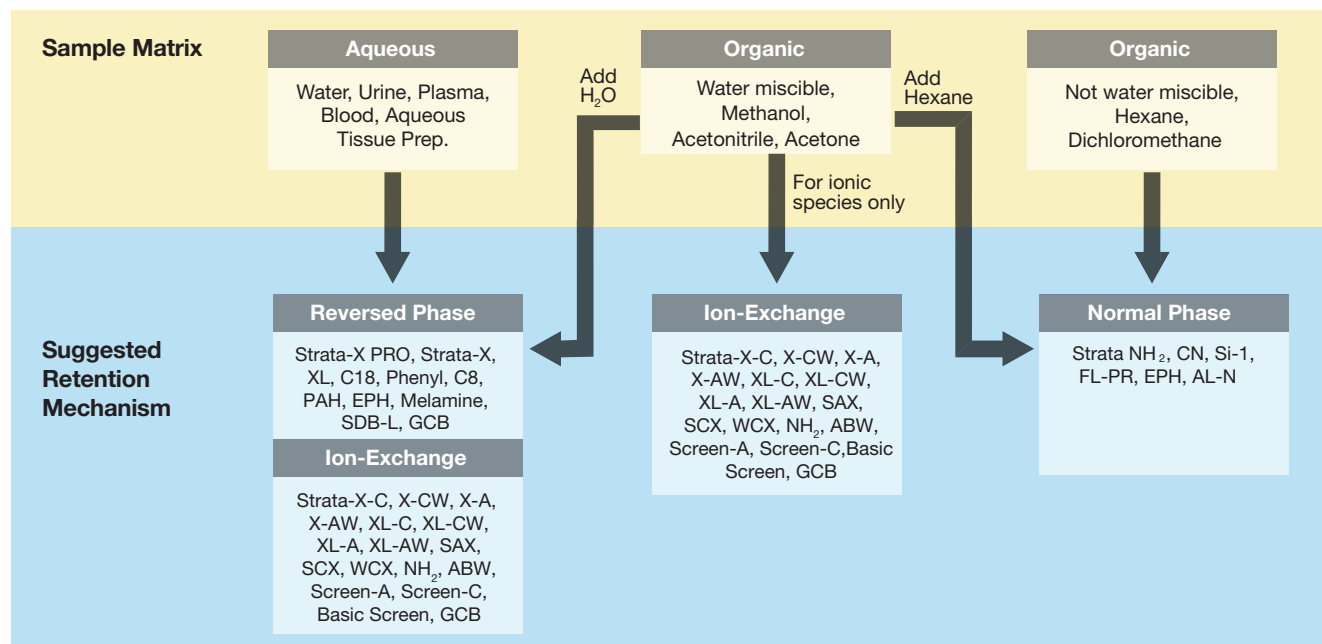 Sample Matrix
Aqueous
Water, Urine, Plasma,
Blood, Aqueous
Tissue Prep.
Add
H₂O
Organic
Water miscible,
Methanol,
Acetonitrile, Acetone
Add
Hexane
Organic
Not water miscible,
Hexane,
Dichloromethane
For ionic
species only
Suggested
Retention
Mechanism
Reversed Phase
Strata-X PRO, Strata-X,
XL, C18, Phenyl, C8,
PAH, EPH, Melamine,
SDB-L, GCB
Ion-Exchange
Strata-X-C, X-CW, X-A,
X-AW, XL-C, XL-CW,
XL-A, XL-AW, SAX,
SCX, WCX, NH₂, ABW,
Screen-A, Screen-C,
Basic Screen, GCB
Ion-Exchange
Strata-X-C, X-CW, X-A,
X-AW, XL-C, XL-CW,
XL-A, XL-AW, SAX,
SCX, WCX, NH₂, ABW,
Screen-A, Screen-C,Basic
Screen, GCB
Normal Phase
Strata NH₂, CN, Si-1,
FL-PR, EPH, AL-N